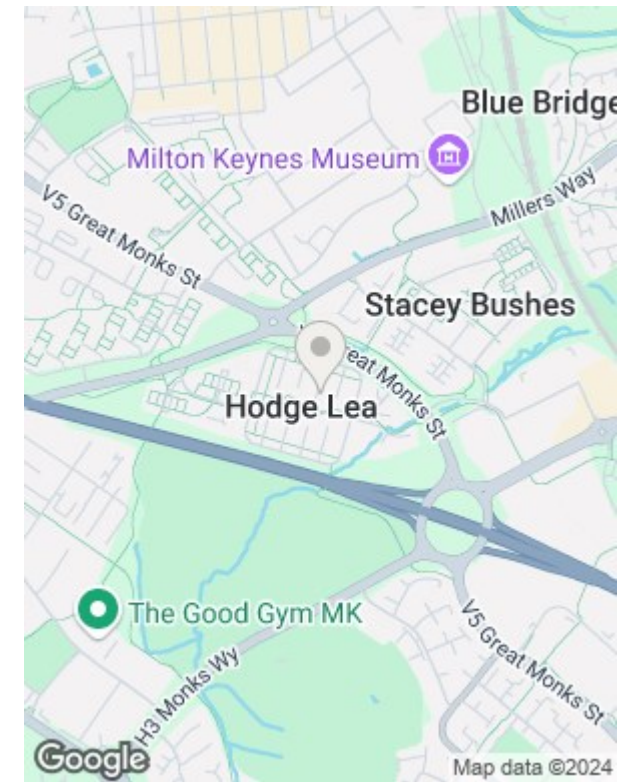 Blue Bridge
Milton Keynes Museum
Millers Way
V5 Great Monks St
Stacey Bushes
Great Monks St
Hodge Lea
The Good Gym MK
V5 Great Monks St
H3 Monks Wy
Google
Map data ©2024